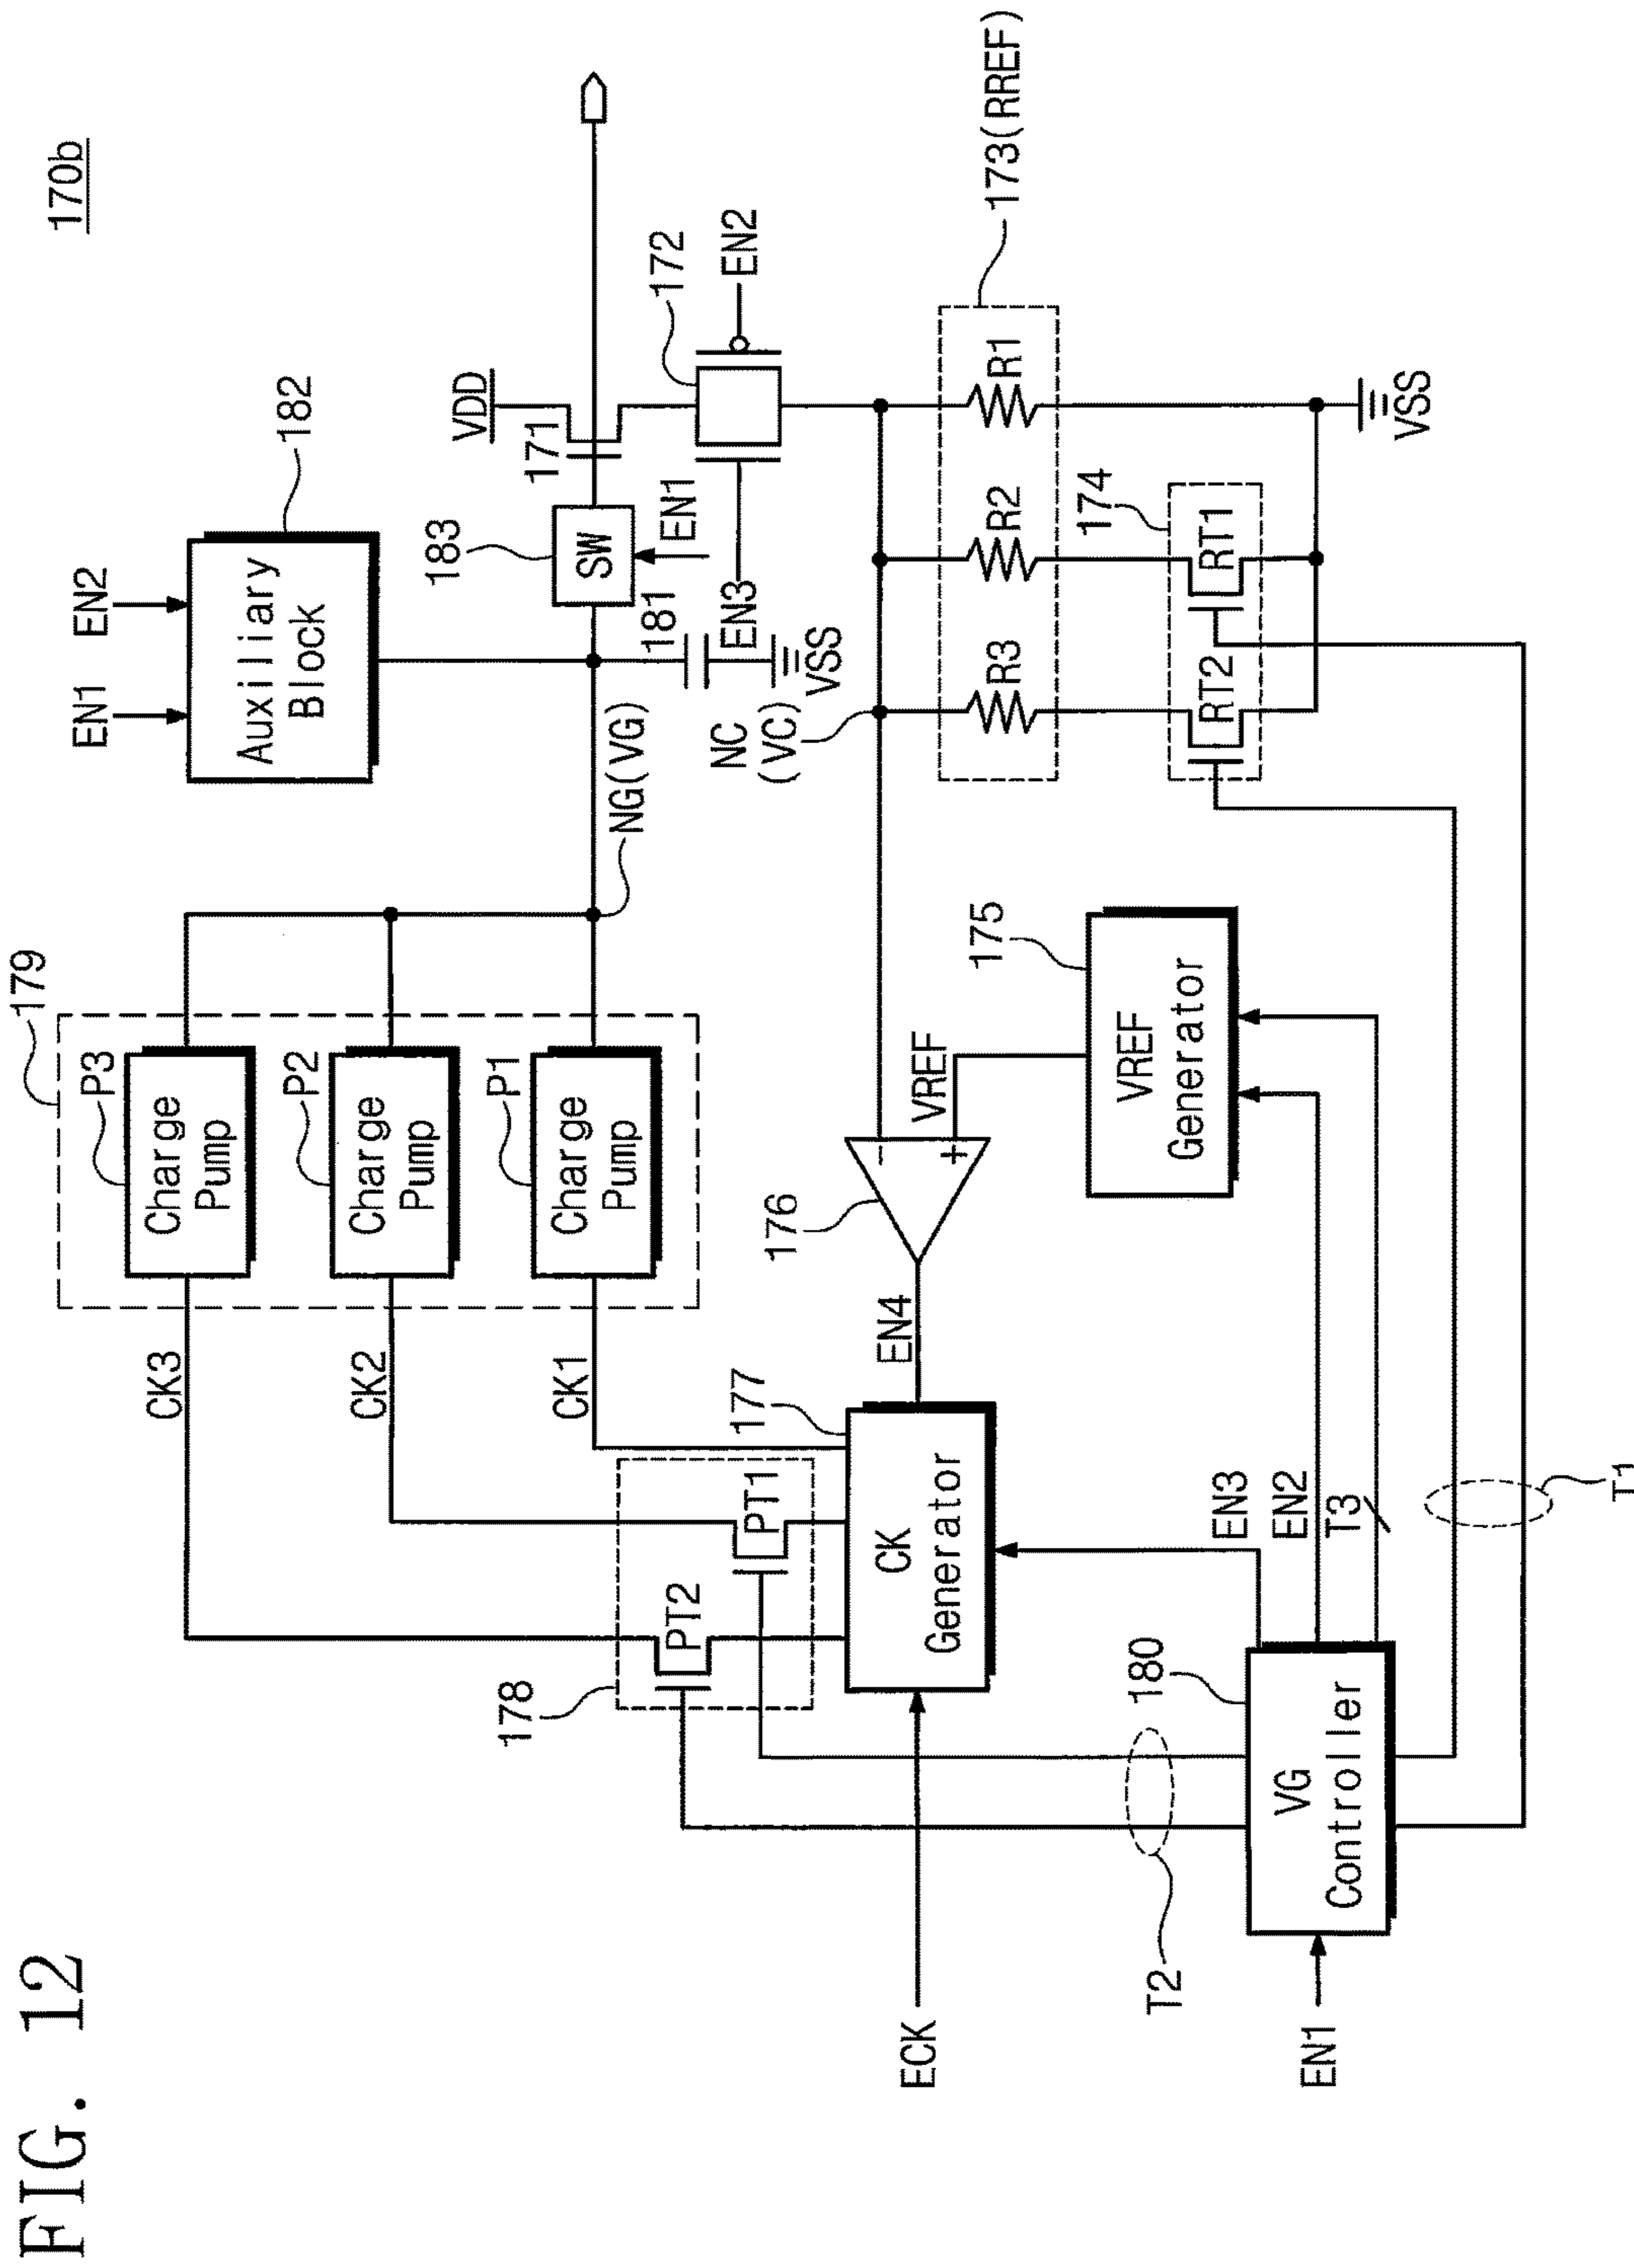 FIG. 12
170b
179
P3
Charge
Pump
CK3
P2
Charge
Pump
CK2
P1
Charge
Pump
CK1
EN1
EN2
Auxiliary
Block
182
NG(VG)
183
SW
EN1
181
VSS
VDD
171
172
EN2
EN3
178
PT2
PT1
177
CK
Generator
ECK
EN4
176
-
+
VREF
175
VREF
Generator
NC
(VC)
173(RREF)
R3
R2
R1
174
RT2
RT1
VSS
T2
180
VG
Controller
EN1
EN3
EN2
T3
T1